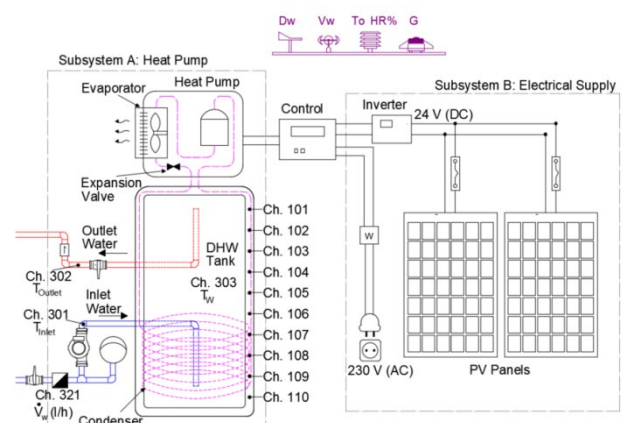 Dw Vw To HR% G
Subsystem A: Heat Pump
Subsystem B: Electrical Supply
Evaporator
Heat Pump
Control
Inverter
24 V (DC)
Expansion
Valve
Outlet
Water
DHW
Tank
Ch. 303
Tw
Ch. 302
TOutlet
Inlet
Water
Ch. 301
TInlet
Ch. 101
Ch. 102
Ch. 103
Ch. 104
Ch. 105
Ch. 106
Ch. 107
Ch. 108
Ch. 109
Ch. 110
W
230 V (AC)
PV Panels
Ch. 321
V̇w (l/h)
Condenser